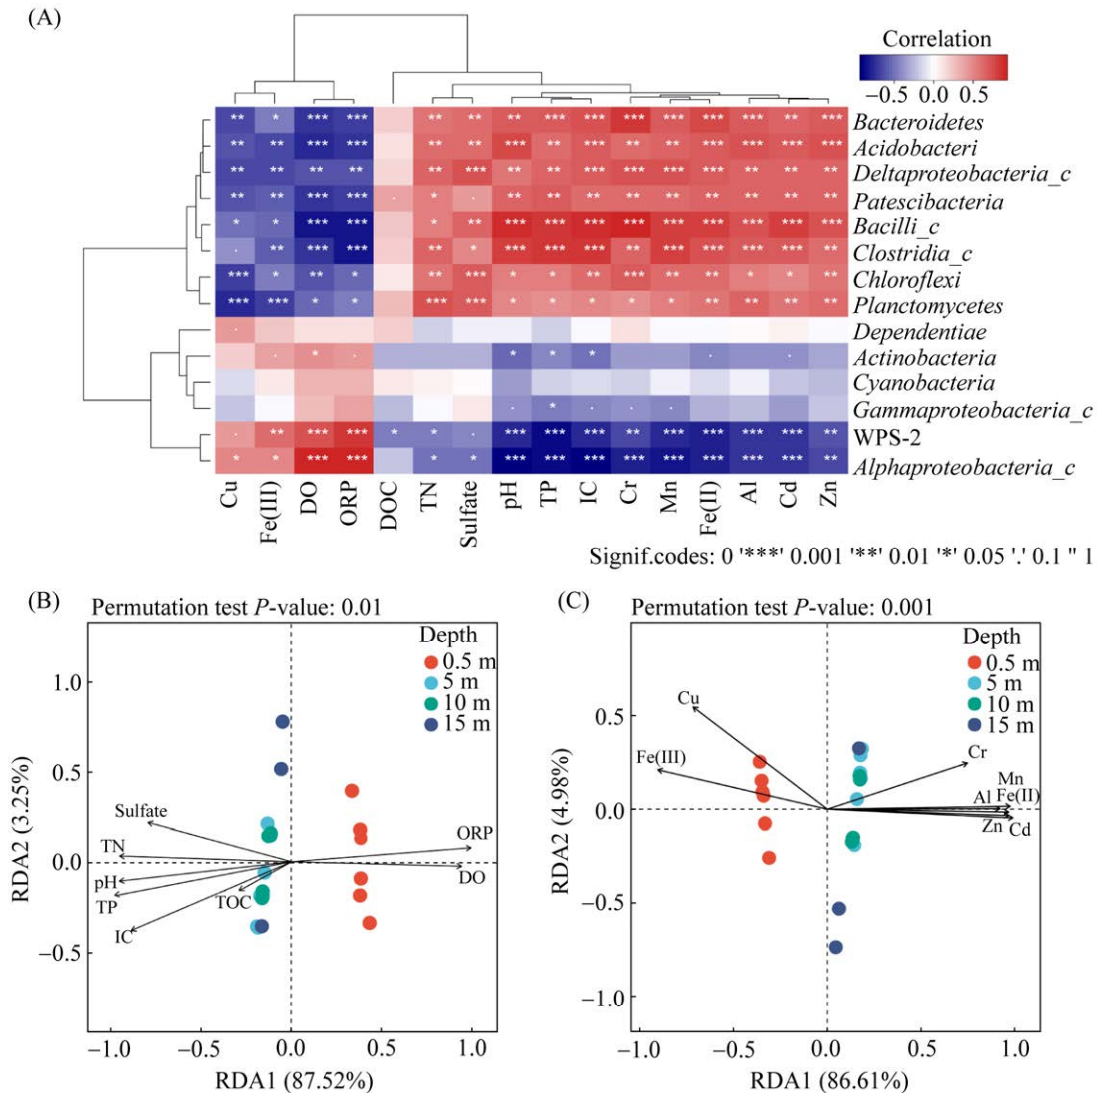 (A)
Correlation
−0.5 0.0 0.5
** * *** *** ** ** ** *** *** *** ** *** ** ** *** Bacteroidetes
** ** *** *** ** ** *** ** *** ** ** *** *** *** *** Acidobacteri
** ** ** ** ** *** ** ** *** *** *** *** ** ** ** Deltaproteobacteria_c
** ** *** ** . * . ** ** ** ** ** ** ** ** ** Patescibacteria
* * *** *** * ** *** *** *** *** *** *** ** *** ** Bacilli_c
. ** *** *** ** * *** *** *** ** *** ** ** ** ** Clostridia_c
*** * ** * ** *** * * ** *** ** ** * * ** Chloroflexi
*** *** * * *** *** * * * * * ** ** ** ** Planctomycetes
. Dependentiae
. * . * * * . . Actinobacteria
Cyanobacteria
. * . . . Gammaproteobacteria_c
. ** *** *** * * . *** *** *** ** *** *** *** *** ** WPS-2
* * *** *** * * *** *** *** *** *** *** *** *** ** Alphaproteobacteria_c
Cu Fe(III) DO ORP DOC TN Sulfate pH TP IC Cr Mn Fe(II) Al Cd Zn
Signif.codes: 0 '***' 0.001 '**' 0.01 '*' 0.05 '.' 0.1 '' 1
(B)
Permutation test P-value: 0.01
Depth
0.5 m
5 m
10 m
15 m
1.0
0.5
0.0
−0.5
RDA2 (3.25%)
Sulfate
TN
pH
TP
IC
TOC
ORP
DO
−1.0 −0.5 0.0 0.5 1.0
RDA1 (87.52%)
(C)
Permutation test P-value: 0.001
Depth
0.5 m
5 m
10 m
15 m
0.5
0.0
−0.5
−1.0
RDA2 (4.98%)
Cu
Fe(III)
Cr
Mn
Al Fe(II)
Zn Cd
−1.0 −0.5 0.0 0.5 1.0
RDA1 (86.61%)